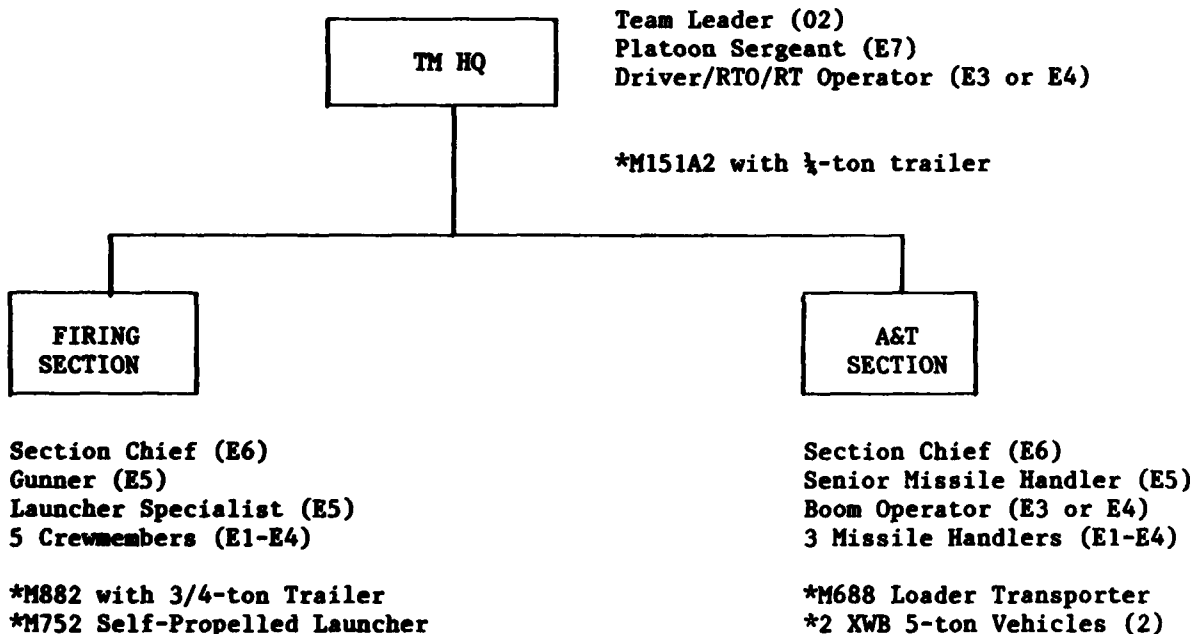 TM HQ
Team Leader (O2)
Platoon Sergeant (E7)
Driver/RTO/RT Operator (E3 or E4)
*M151A2 with ¼-ton trailer
FIRING
SECTION
Section Chief (E6)
Gunner (E5)
Launcher Specialist (E5)
5 Crewmembers (E1-E4)
*M882 with 3/4-ton Trailer
*M752 Self-Propelled Launcher
A&T
SECTION
Section Chief (E6)
Senior Missile Handler (E5)
Boom Operator (E3 or E4)
3 Missile Handlers (E1-E4)
*M688 Loader Transporter
*2 XWB 5-ton Vehicles (2)